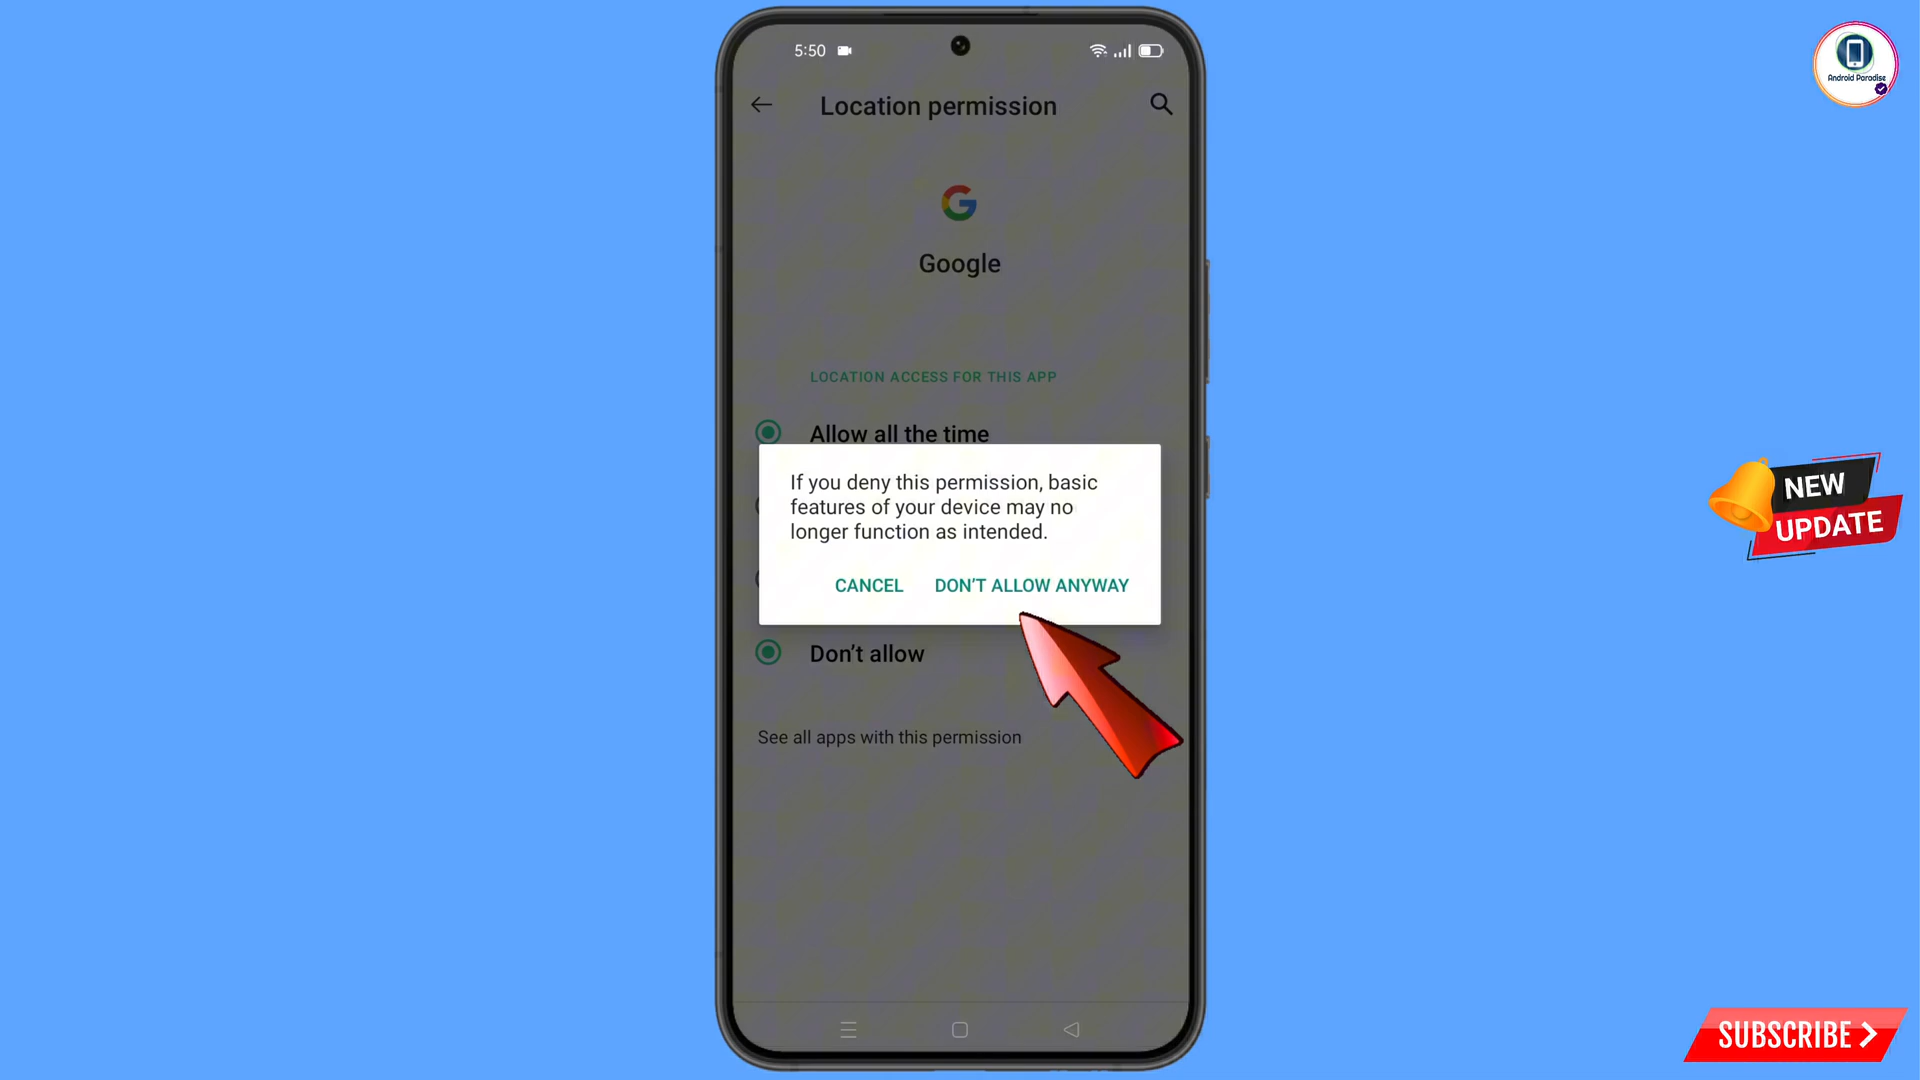 5:50
Android Paradise
Location permission
Google
LOCATION ACCESS FOR THIS APP
Allow all the time
If you deny this permission, basic
features of your device may no
longer function as intended.
CANCEL DON'T ALLOW ANYWAY
NEW
UPDATE
Don't allow
See all apps with this permission
SUBSCRIBE